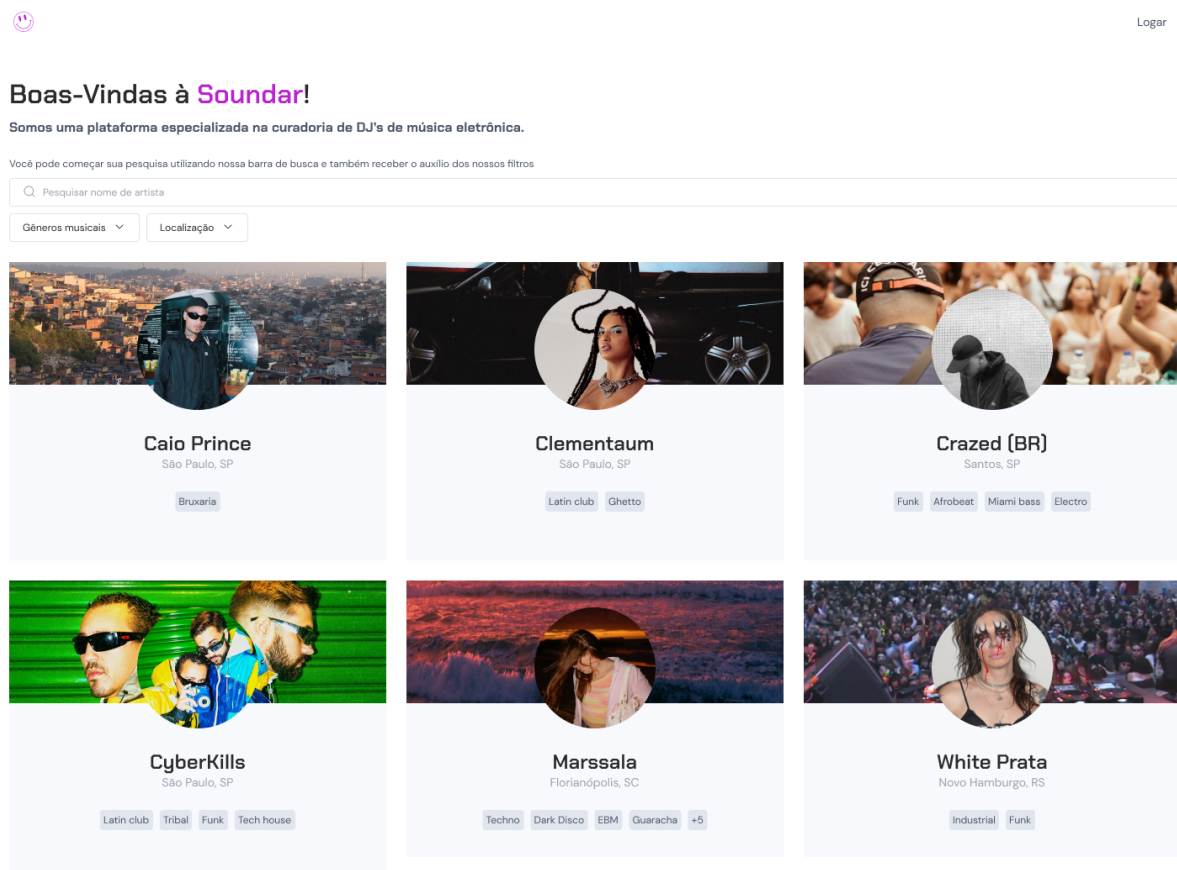 Logar
Boas-Vindas à Soundar!
Somos uma plataforma especializada na curadoria de DJ's de música eletrônica.
Você pode começar sua pesquisa utilizando nossa barra de busca e também receber o auxílio dos nossos filtros
Pesquisar nome de artista
Gêneros musicais Localização
Caio Prince
São Paulo, SP
Bruxaria
Clementaum
São Paulo, SP
Latin club Ghetto
Crazed (BR)
Santos, SP
Funk Afrobeat Miami bass Electro
CyberKills
São Paulo, SP
Latin club Tribal Funk Tech house
Marssala
Florianópolis, SC
Techno Dark Disco EBM Guaracha +5
White Prata
Novo Hamburgo, RS
Industrial Funk